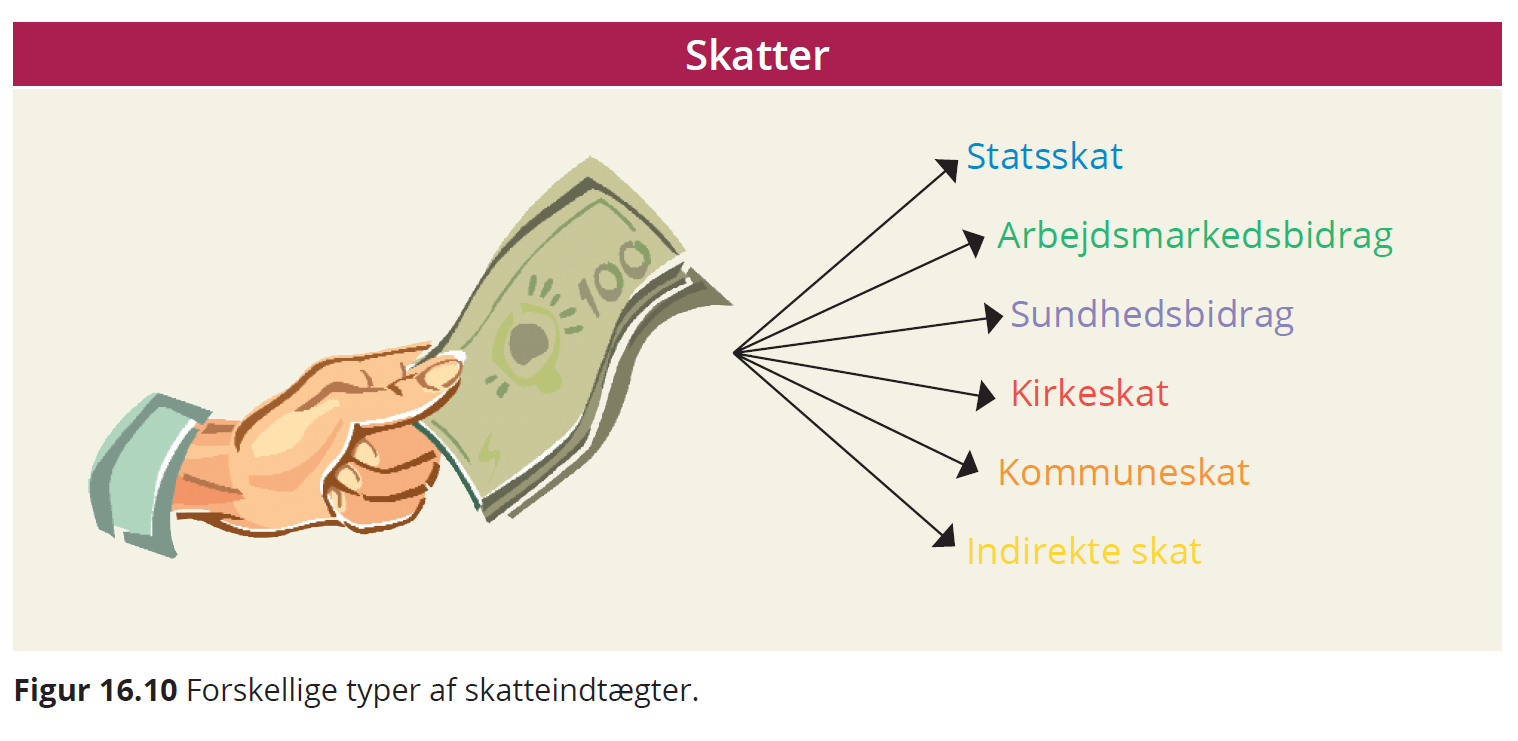 Skatter
100
Statsskat
Arbejdsmarkedsbidrag
Sundhedsbidrag
Kirkeskat
Kommuneskat
Indirekte skat
Figur 16.10 Forskellige typer af skatteindtægter.